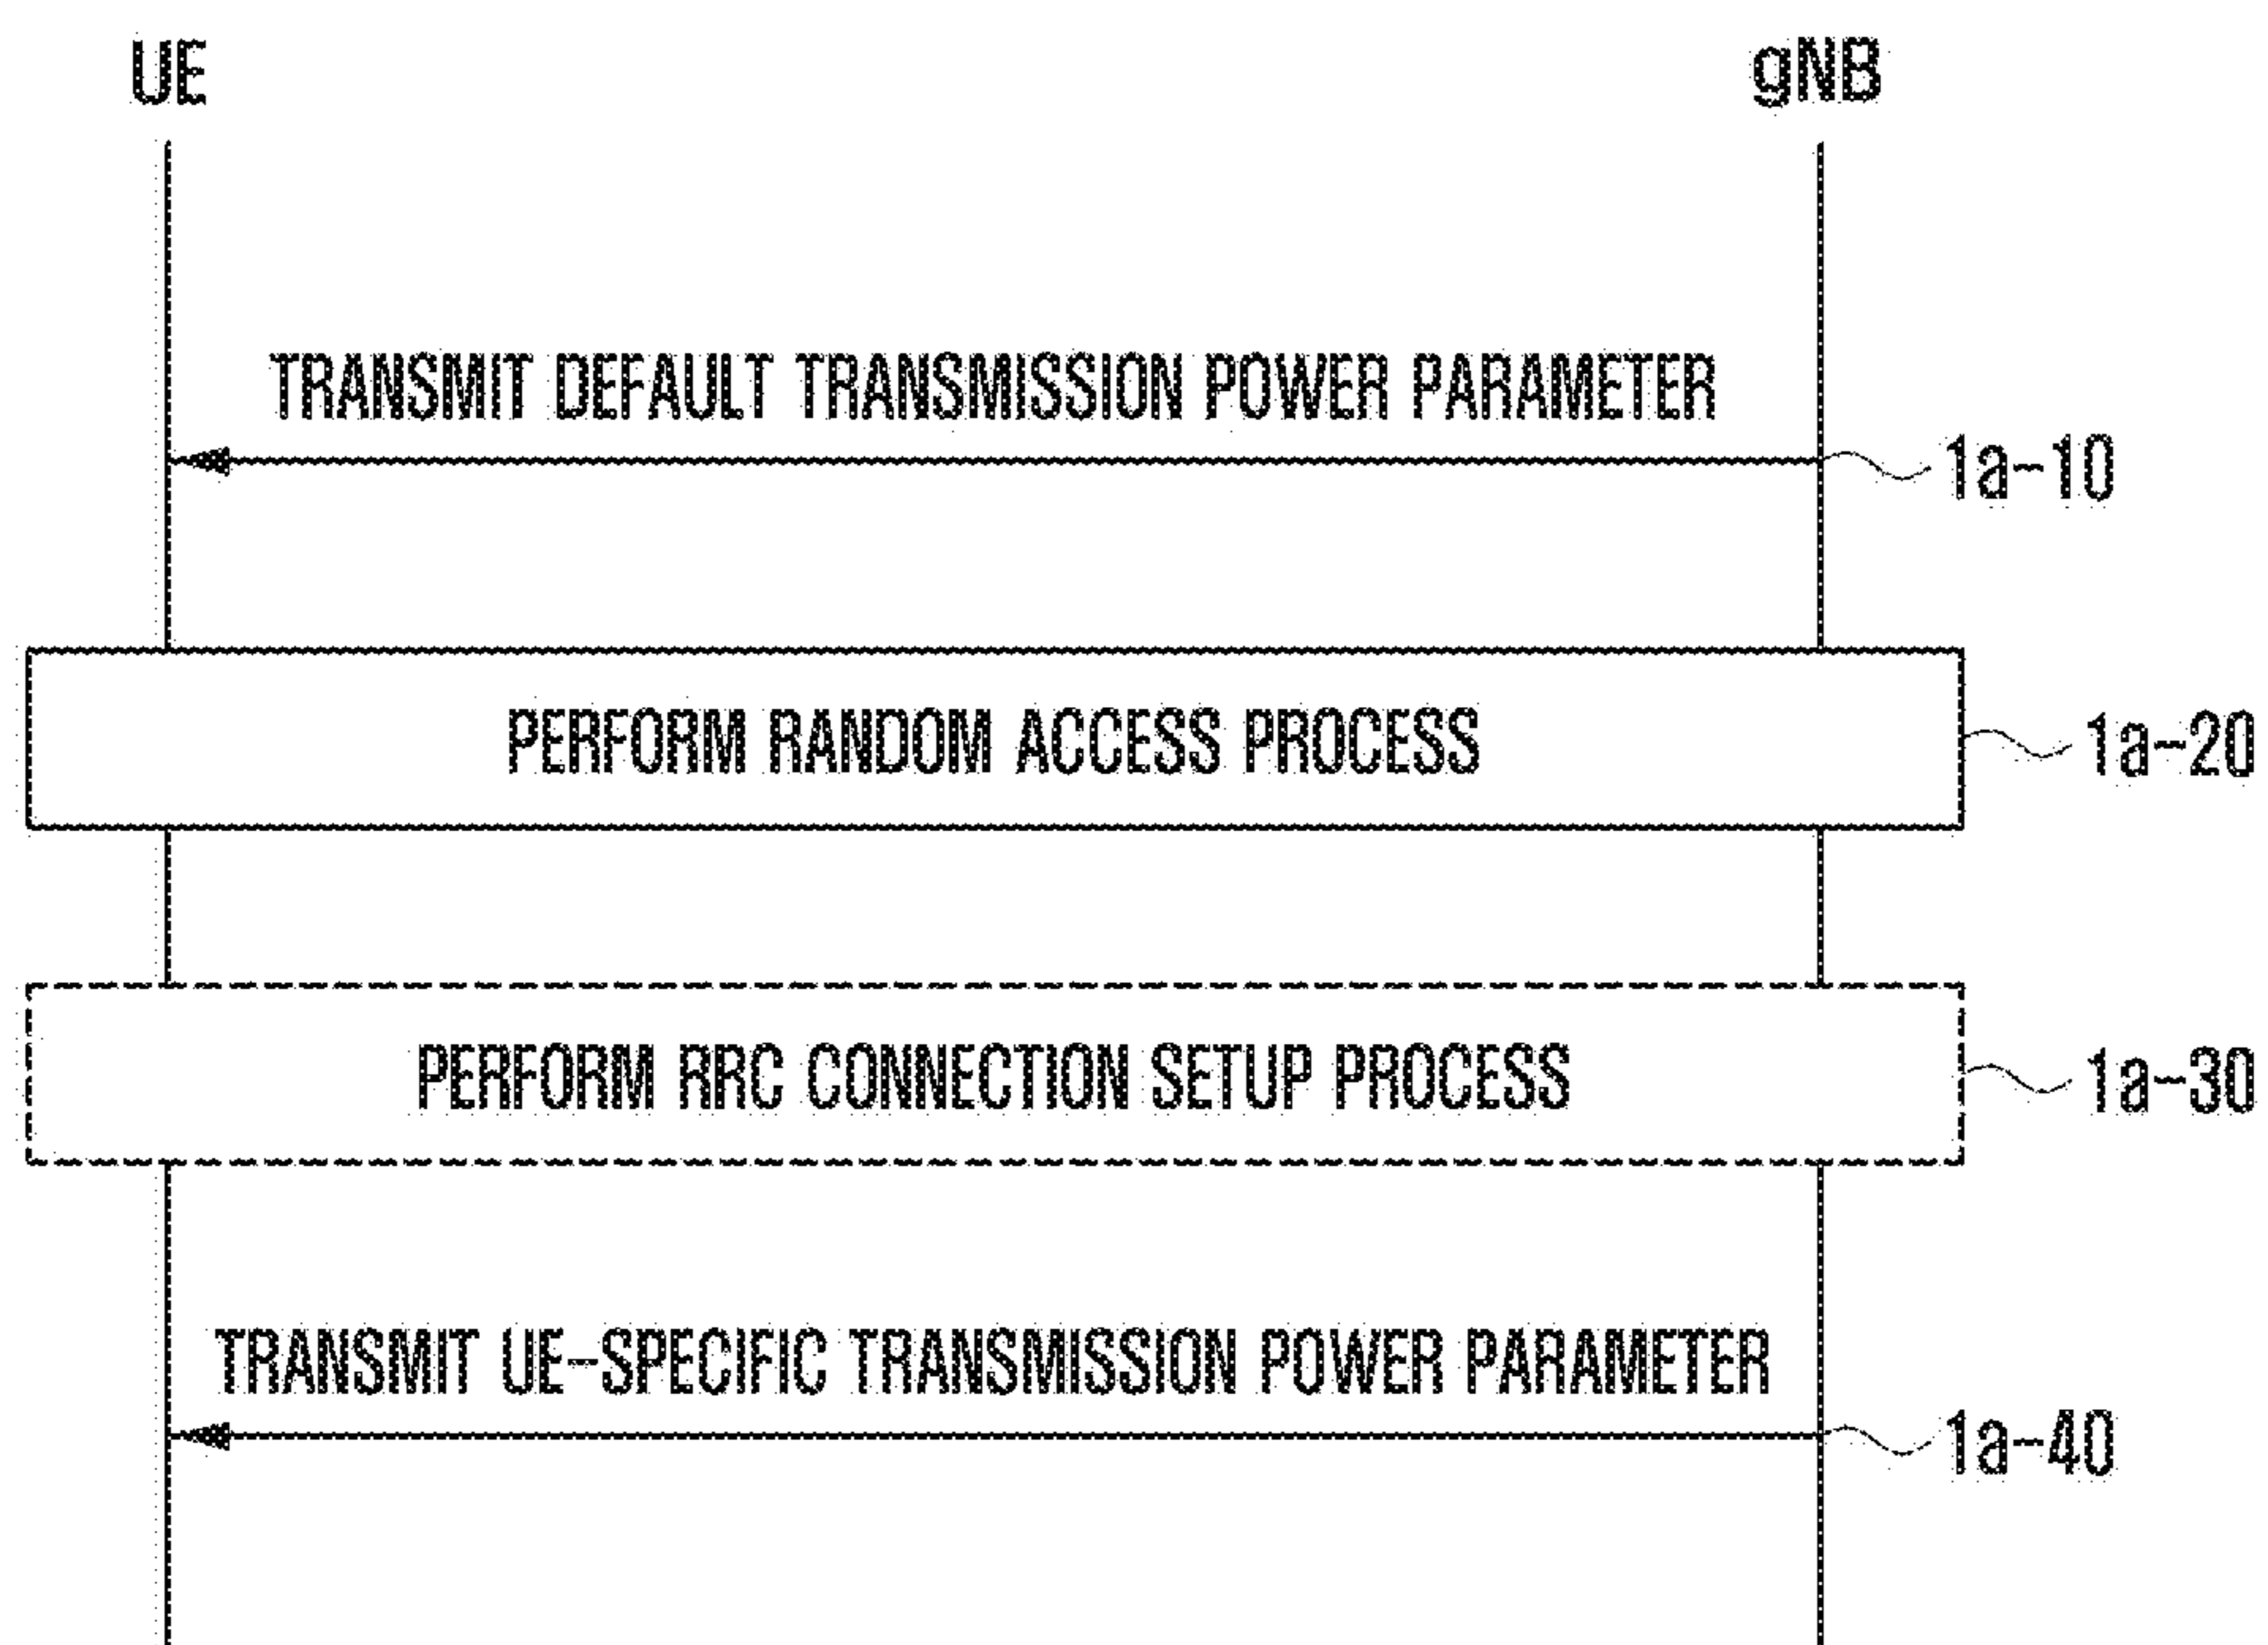 UE gNB
TRANSMIT DEFAULT TRANSMISSION POWER PARAMETER
1a-10
PERFORM RANDOM ACCESS PROCESS
1a-20
PERFORM RRC CONNECTION SETUP PROCESS
1a-30
TRANSMIT UE-SPECIFIC TRANSMISSION POWER PARAMETER
1a-40